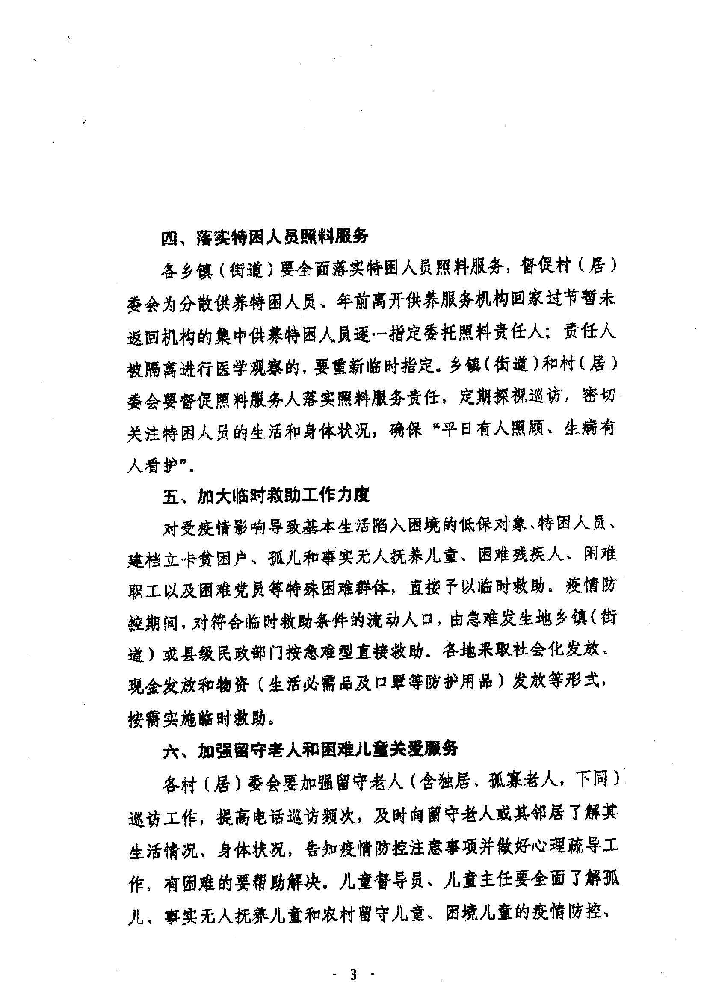 四、落实特困人员照料服务
各乡镇（街道）要全面落实特困人员照料服务，督促村（居）
委会为分散供养特困人员、年前离开供养服务机构回家过节暂未
返回机构的集中供养特困人员逐一指定委托照料责任人；责任人
被隔离进行医学观察的，要重新临时指定。乡镇（街道）和村（居）
委会要督促照料服务人落实照料服务责任，定期探视巡访，密切
关注特困人员的生活和身体状况，确保“平日有人照顾、生病有
人看护”。
五、加大临时救助工作力度
对受疫情影响导致基本生活陷入困境的低保对象、特困人员、
建档立卡贫困户、孤儿和事实无人抚养儿童、困难残疾人、困难
职工以及困难党员等特殊困难群体，直接予以临时救助。疫情防
控期间，对符合临时救助条件的流动人口，由急难发生地乡镇（街
道）或县级民政部门按急难型直接救助。各地采取社会化发放、
现金发放和物资（生活必需品及口罩等防护用品）发放等形式，
按需实施临时救助。
六、加强留守老人和困难儿童关爱服务
各村（居）委会要加强留守老人（含独居、孤寡老人，下同）
巡访工作，提高电话巡访频次，及时向留守老人或其邻居了解其
生活情况、身体状况，告知疫情防控注意事项并做好心理疏导工
作，有困难的要帮助解决。儿童督导员、儿童主任要全面了解孤
儿、事实无人抚养儿童和农村留守儿童、困境儿童的疫情防控、
- 3 ·